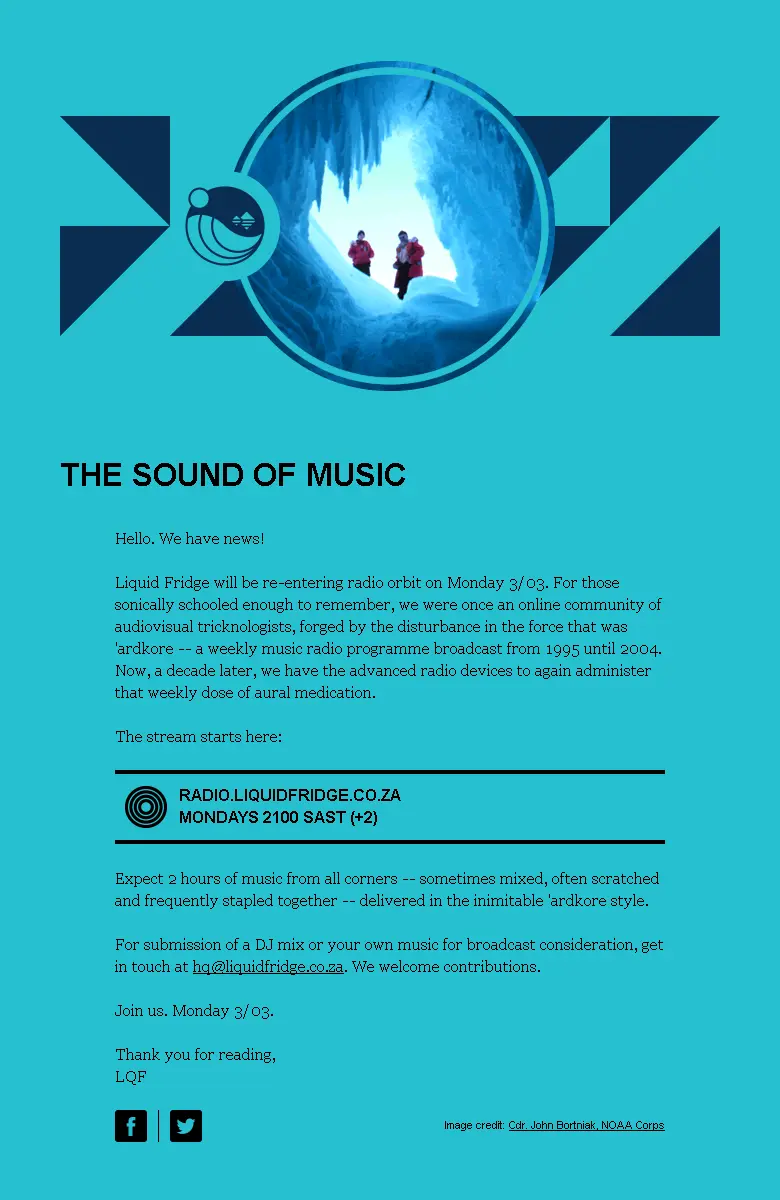 THE SOUND OF MUSIC
Hello. We have news!
Liquid Fridge will be re-entering radio orbit on Monday 3/03. For those
sonically schooled enough to remember, we were once an online community of
audiovisual tricknologists, forged by the disturbance in the force that was
'ardkore -- a weekly music radio programme broadcast from 1995 until 2004.
Now, a decade later, we have the advanced radio devices to again administer
that weekly dose of aural medication.
The stream starts here:
RADIO.LIQUIDFRIDGE.CO.ZA
MONDAYS 2100 SAST (+2)
Expect 2 hours of music from all corners -- sometimes mixed, often scratched
and frequently stapled together -- delivered in the inimitable 'ardkore style.
For submission of a DJ mix or your own music for broadcast consideration, get
in touch at hq@liquidfridge.co.za. We welcome contributions.
Join us. Monday 3/03.
Thank you for reading,
LQF
Image credit: Cdr. John Bortniak, NOAA Corps